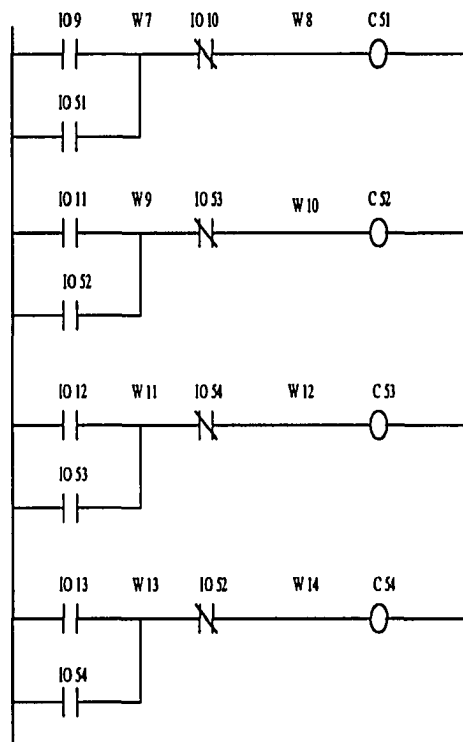 IO 9 W 7 IO 10 W 8 C 51
IO 51
IO 11 W 9 IO 53 W 10 C 52
IO 52
IO 12 W 11 IO 54 W 12 C 53
IO 53
IO 13 W 13 IO 52 W 14 C 54
IO 54